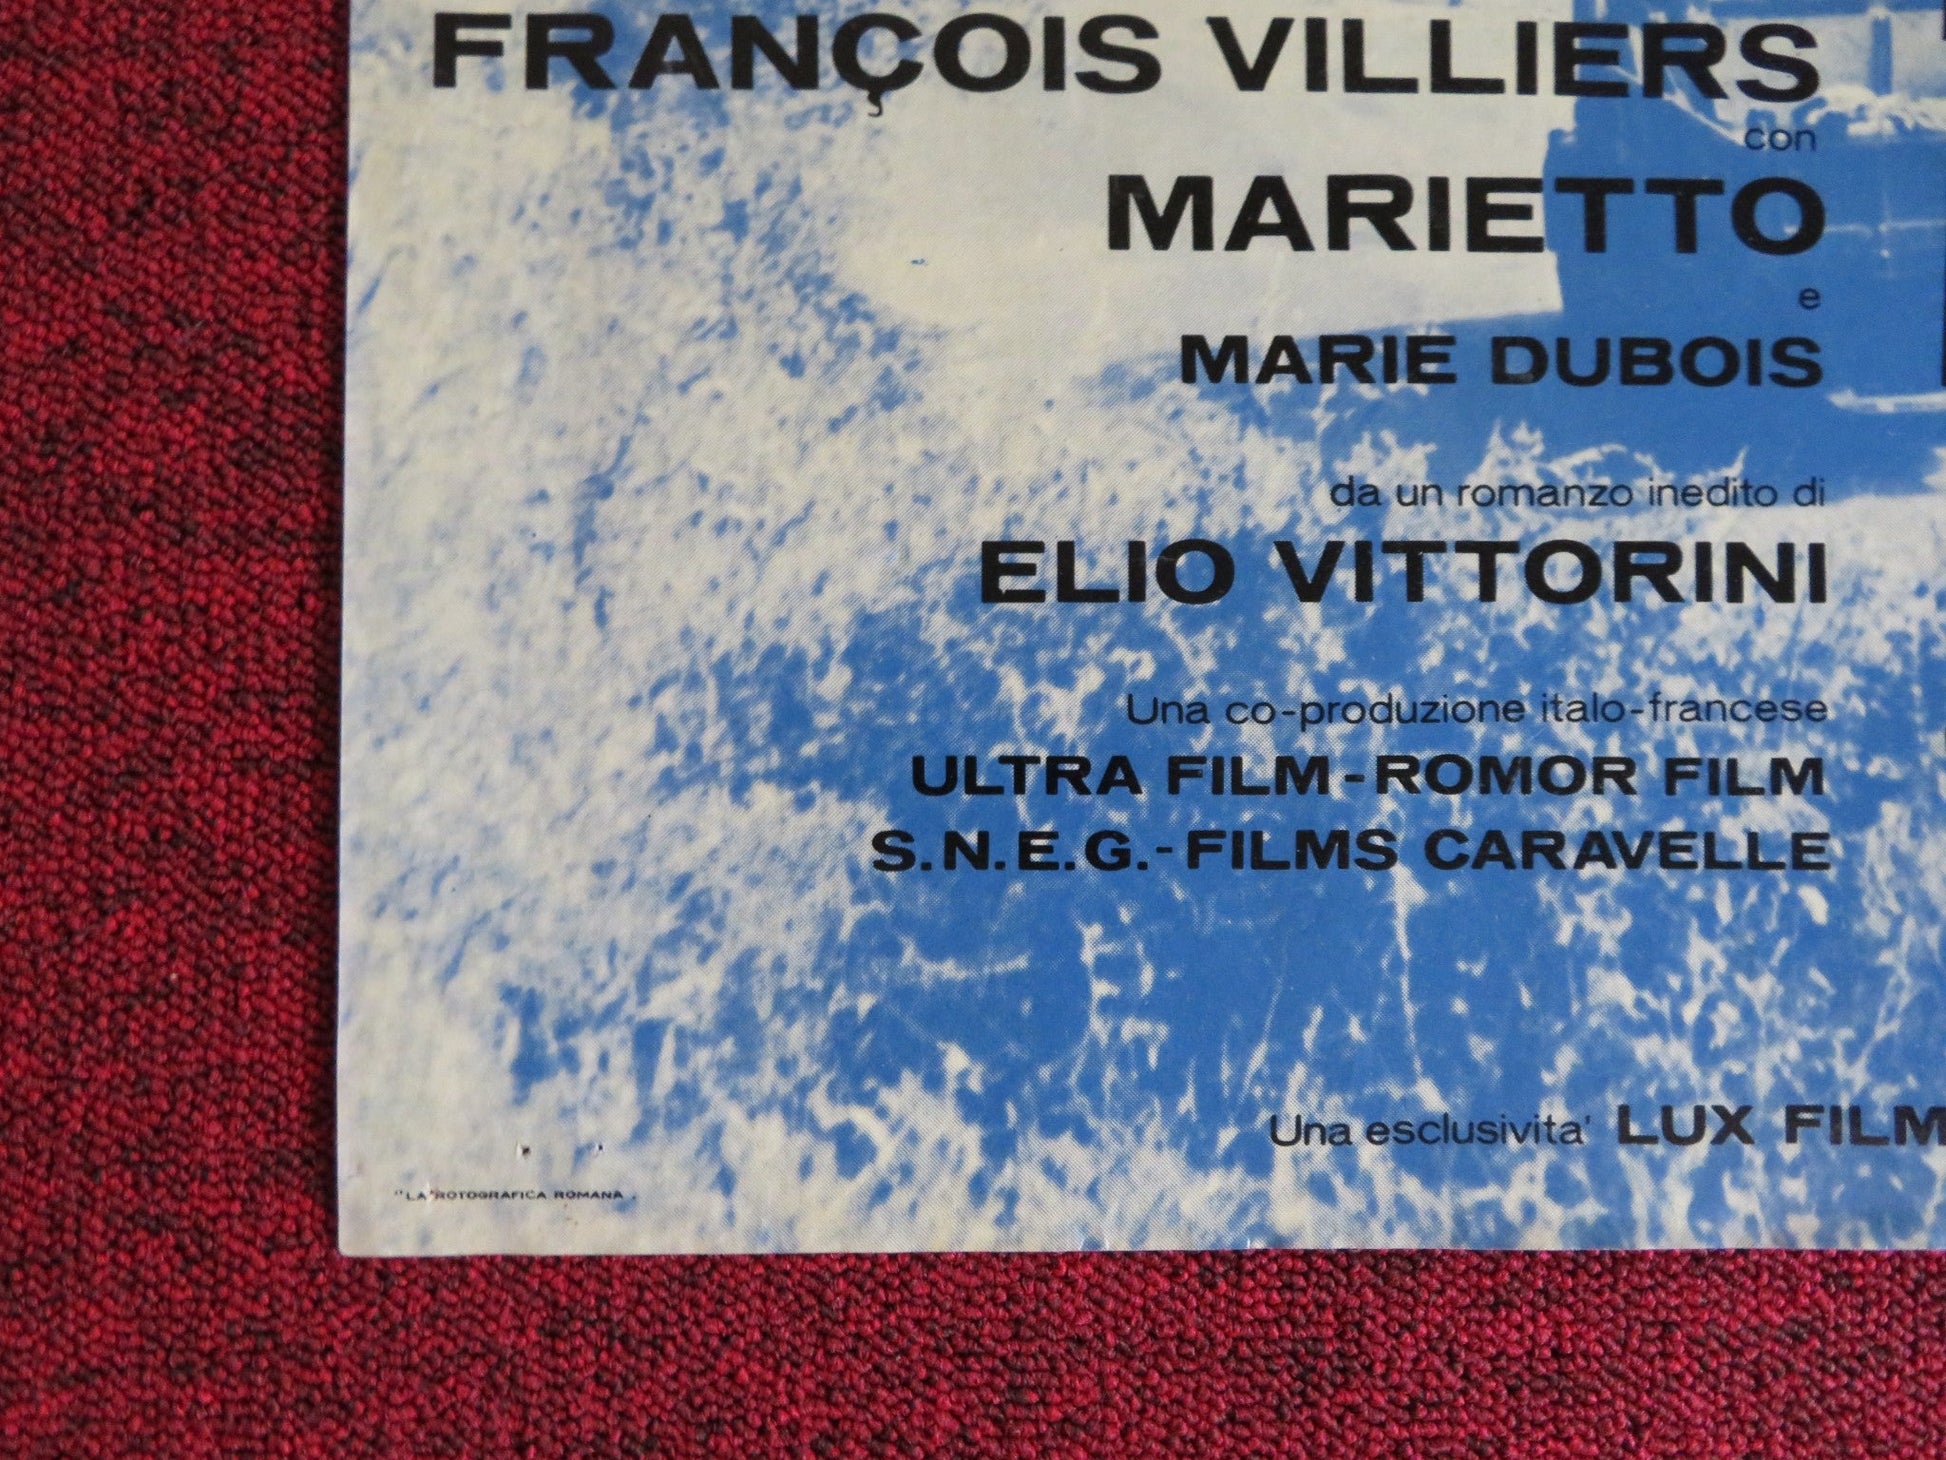 FRANÇOIS VILLIERS
con
MARIETTO
e
MARIE DUBOIS
da un romanzo inedito di
ELIO VITTORINI
Una co-produzione italo-francese
ULTRA FILM-ROMOR FILM
S.N.E.G.-FILMS CARAVELLE
Una esclusivita' LUX FILM
"LA ROTOGRAFICA ROMANA"